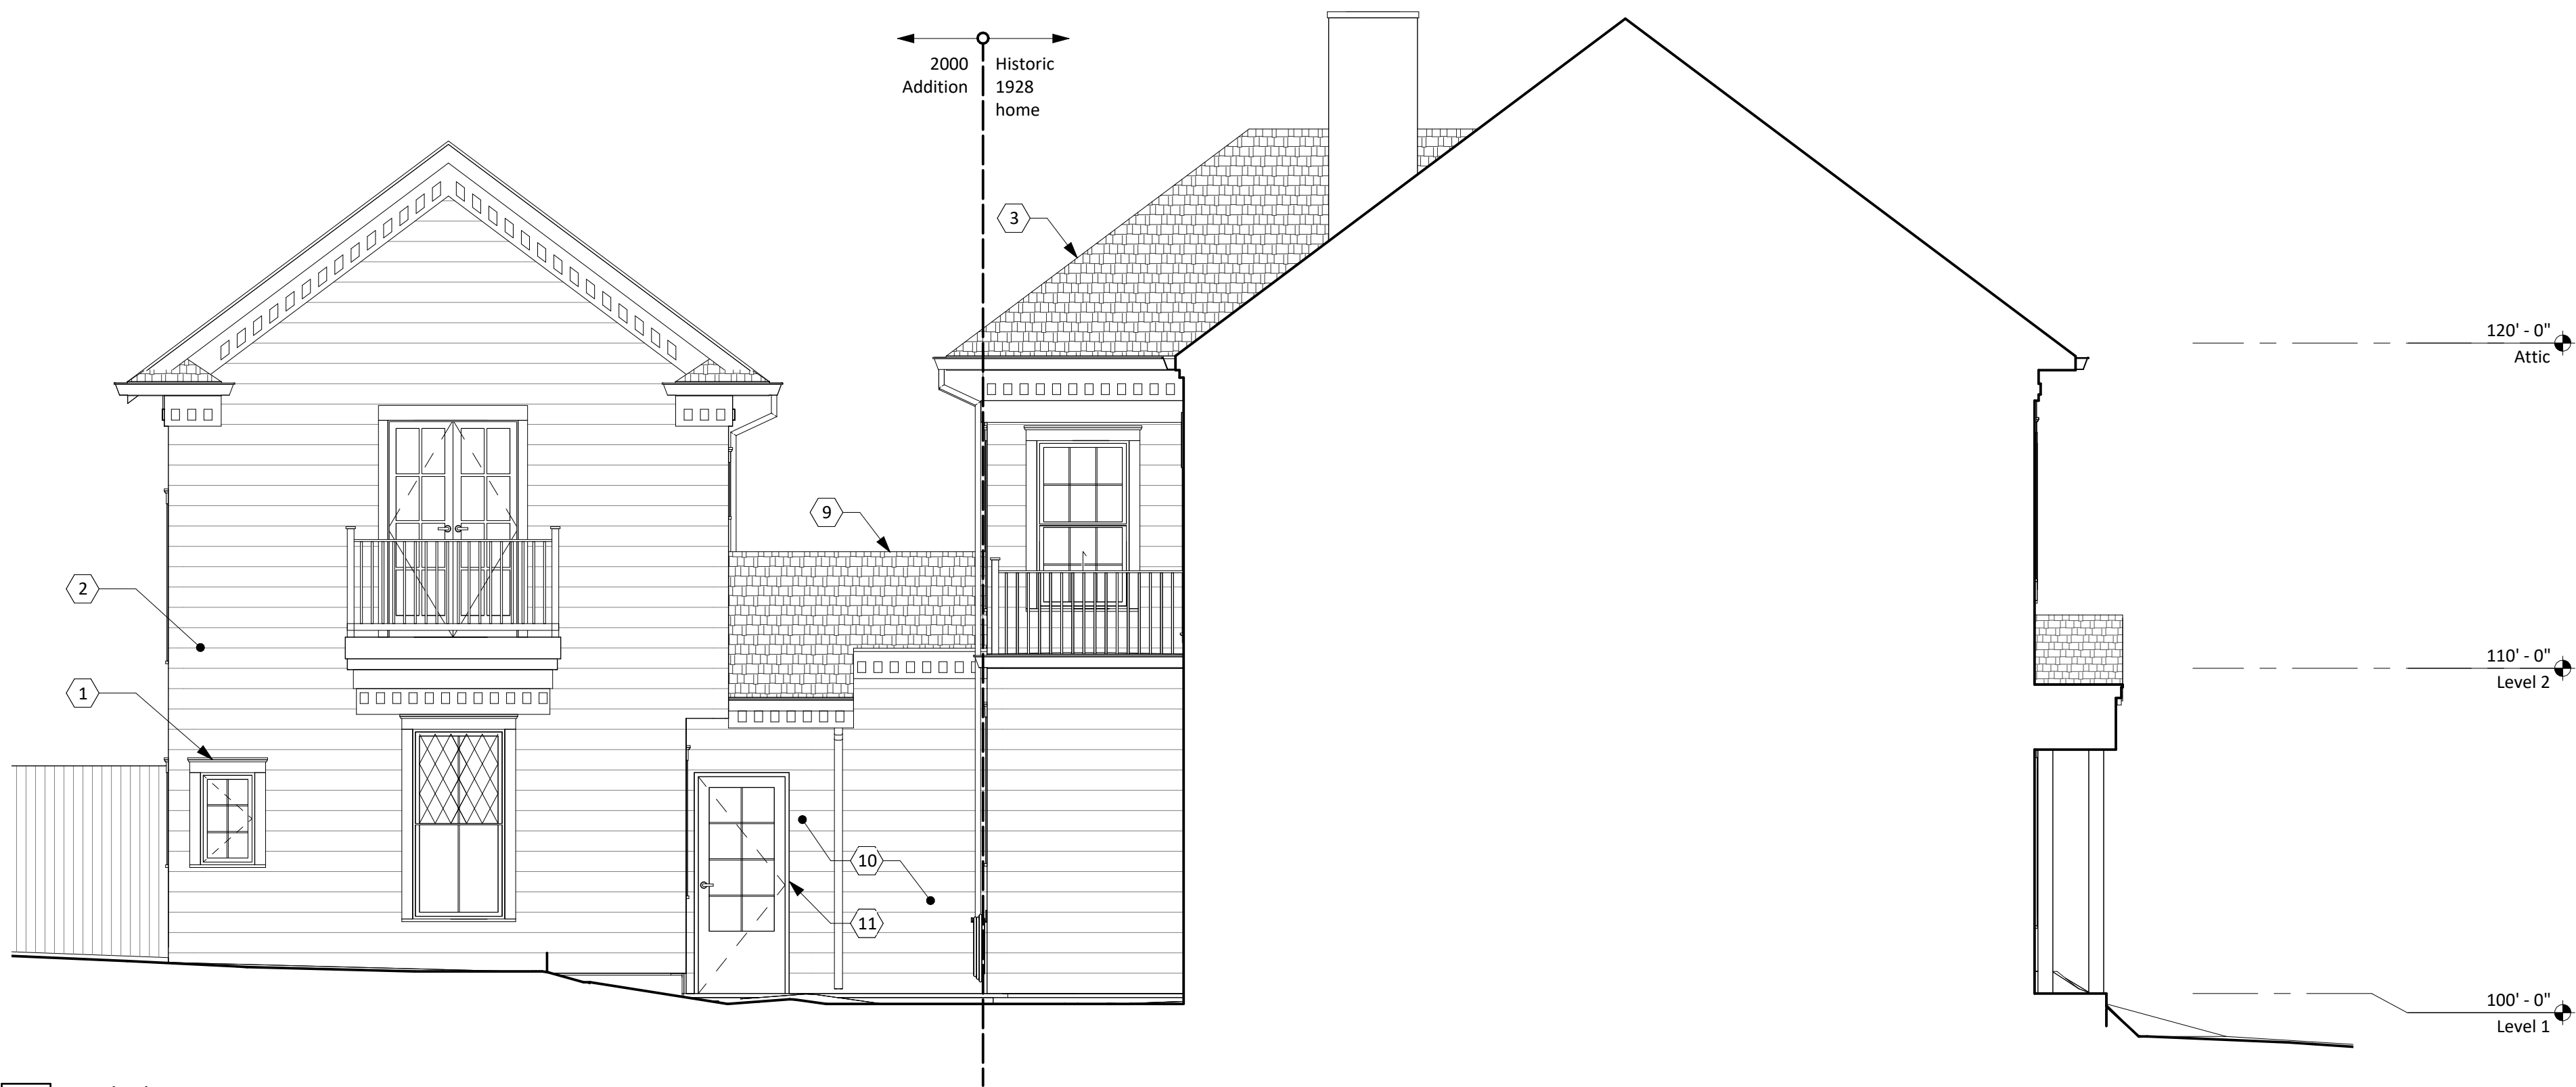 2000
Addition
Historic
1928
home
3
120' - 0"
Attic
9
2
110' - 0"
Level 2
1
10
11
100' - 0"
Level 1